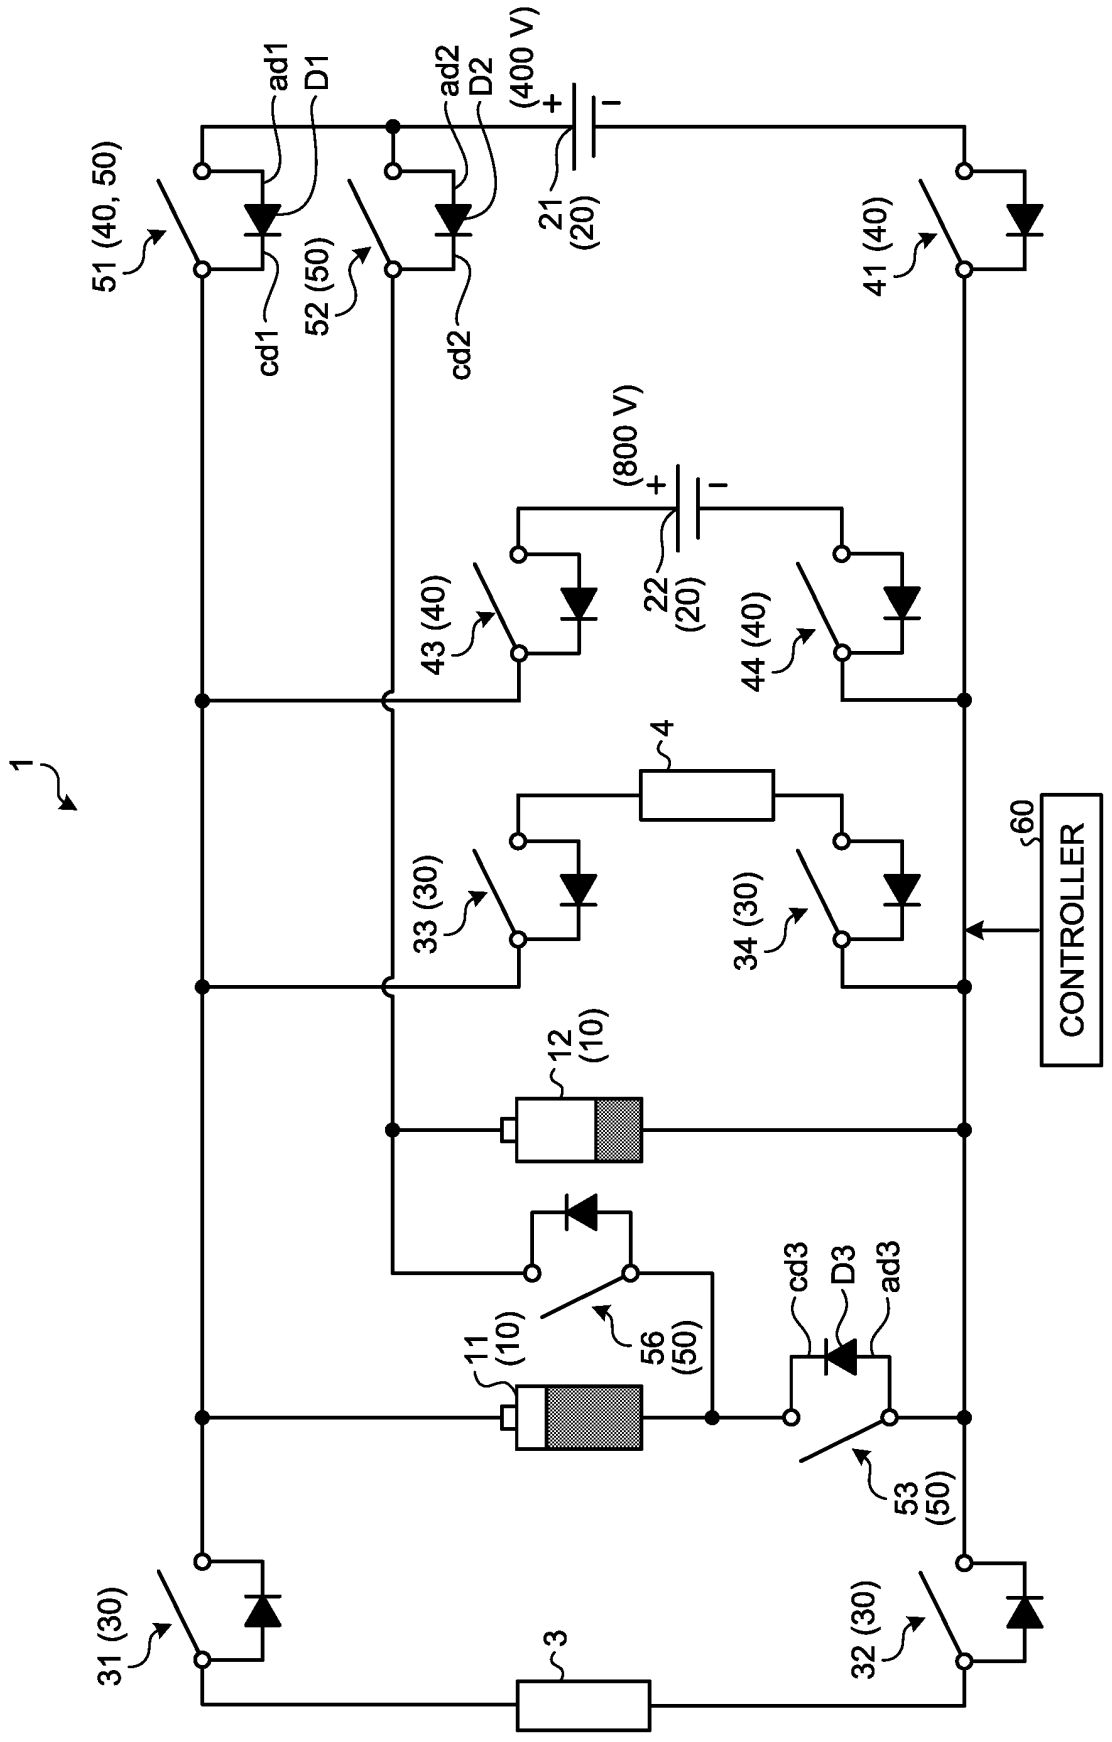 1
51 (40, 50)
ad1
D1
cd1
52 (50)
ad2
D2
cd2
(400 V)
+
−
21
(20)
41 (40)
43 (40)
(800 V)
+
−
22
(20)
44 (40)
33 (30)
4
34 (30)
60
CONTROLLER
12
(10)
11
(10)
56
(50)
cd3
D3
ad3
53
(50)
31 (30)
3
32 (30)